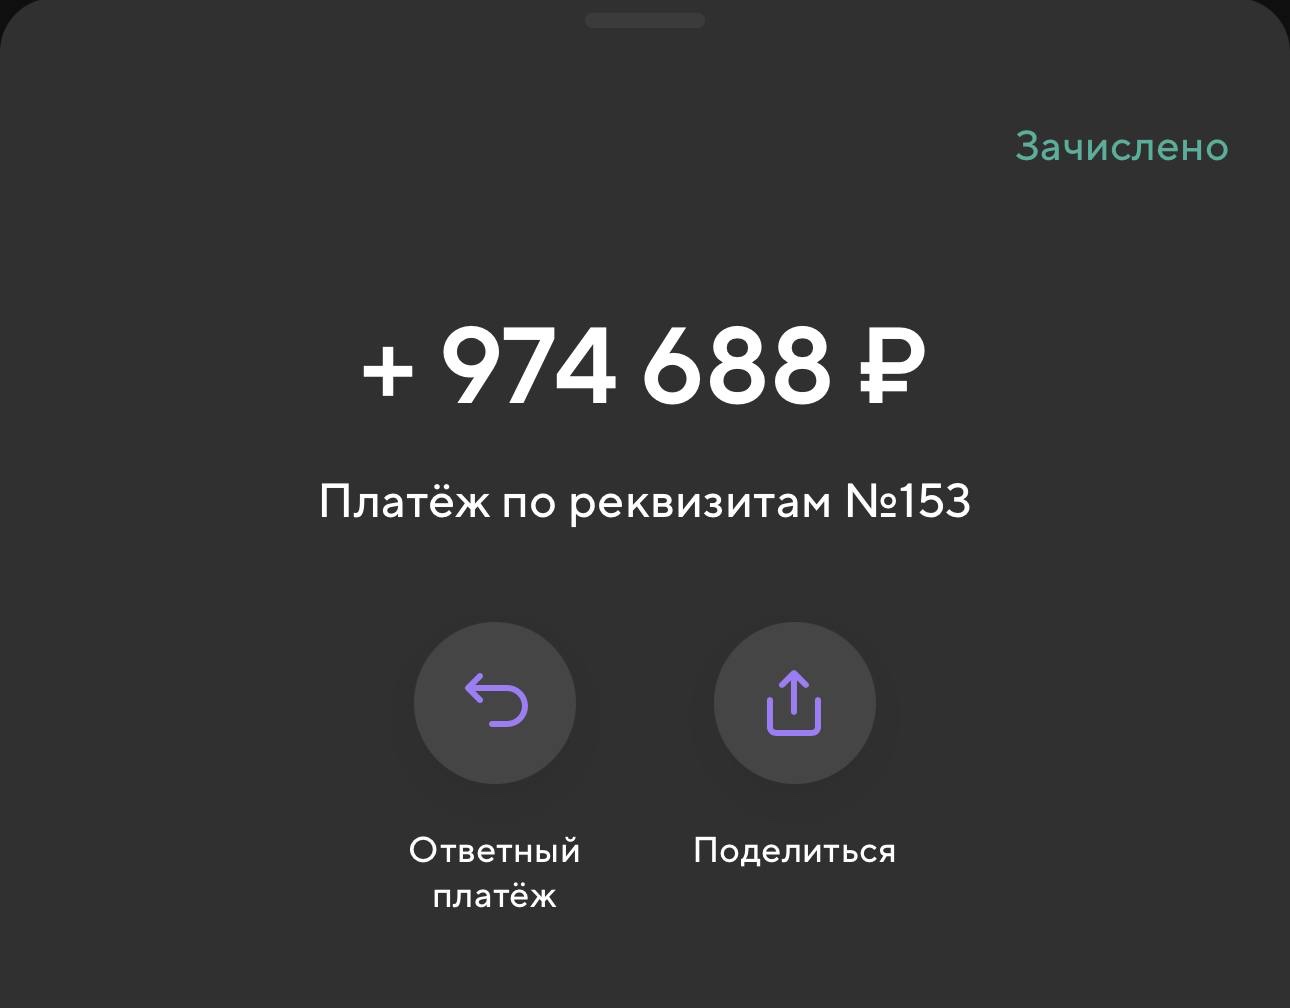 Зачислено
+ 974 688 ₽
Платёж по реквизитам №153
Ответный
платёж
Поделиться